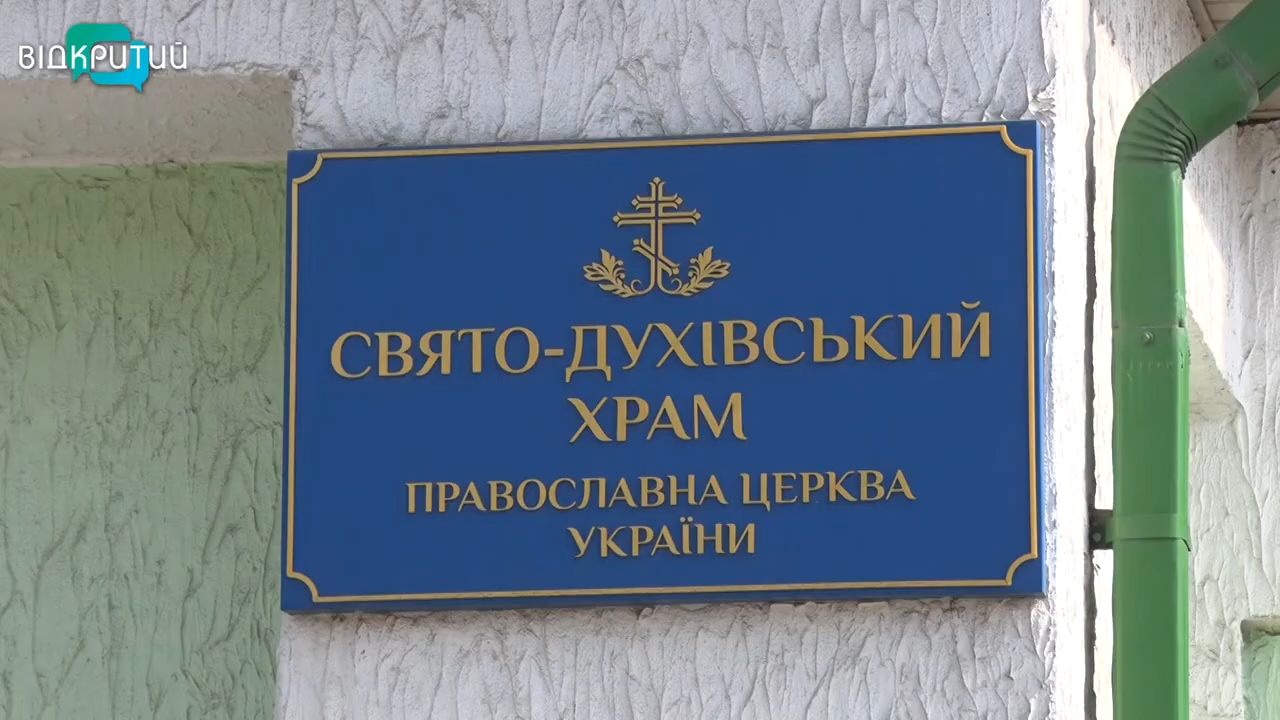 ВІДКРИТИЙ
СВЯТО-ДУХІВСЬКИЙ
ХРАМ
ПРАВОСЛАВНА ЦЕРКВА
УКРАЇНИ